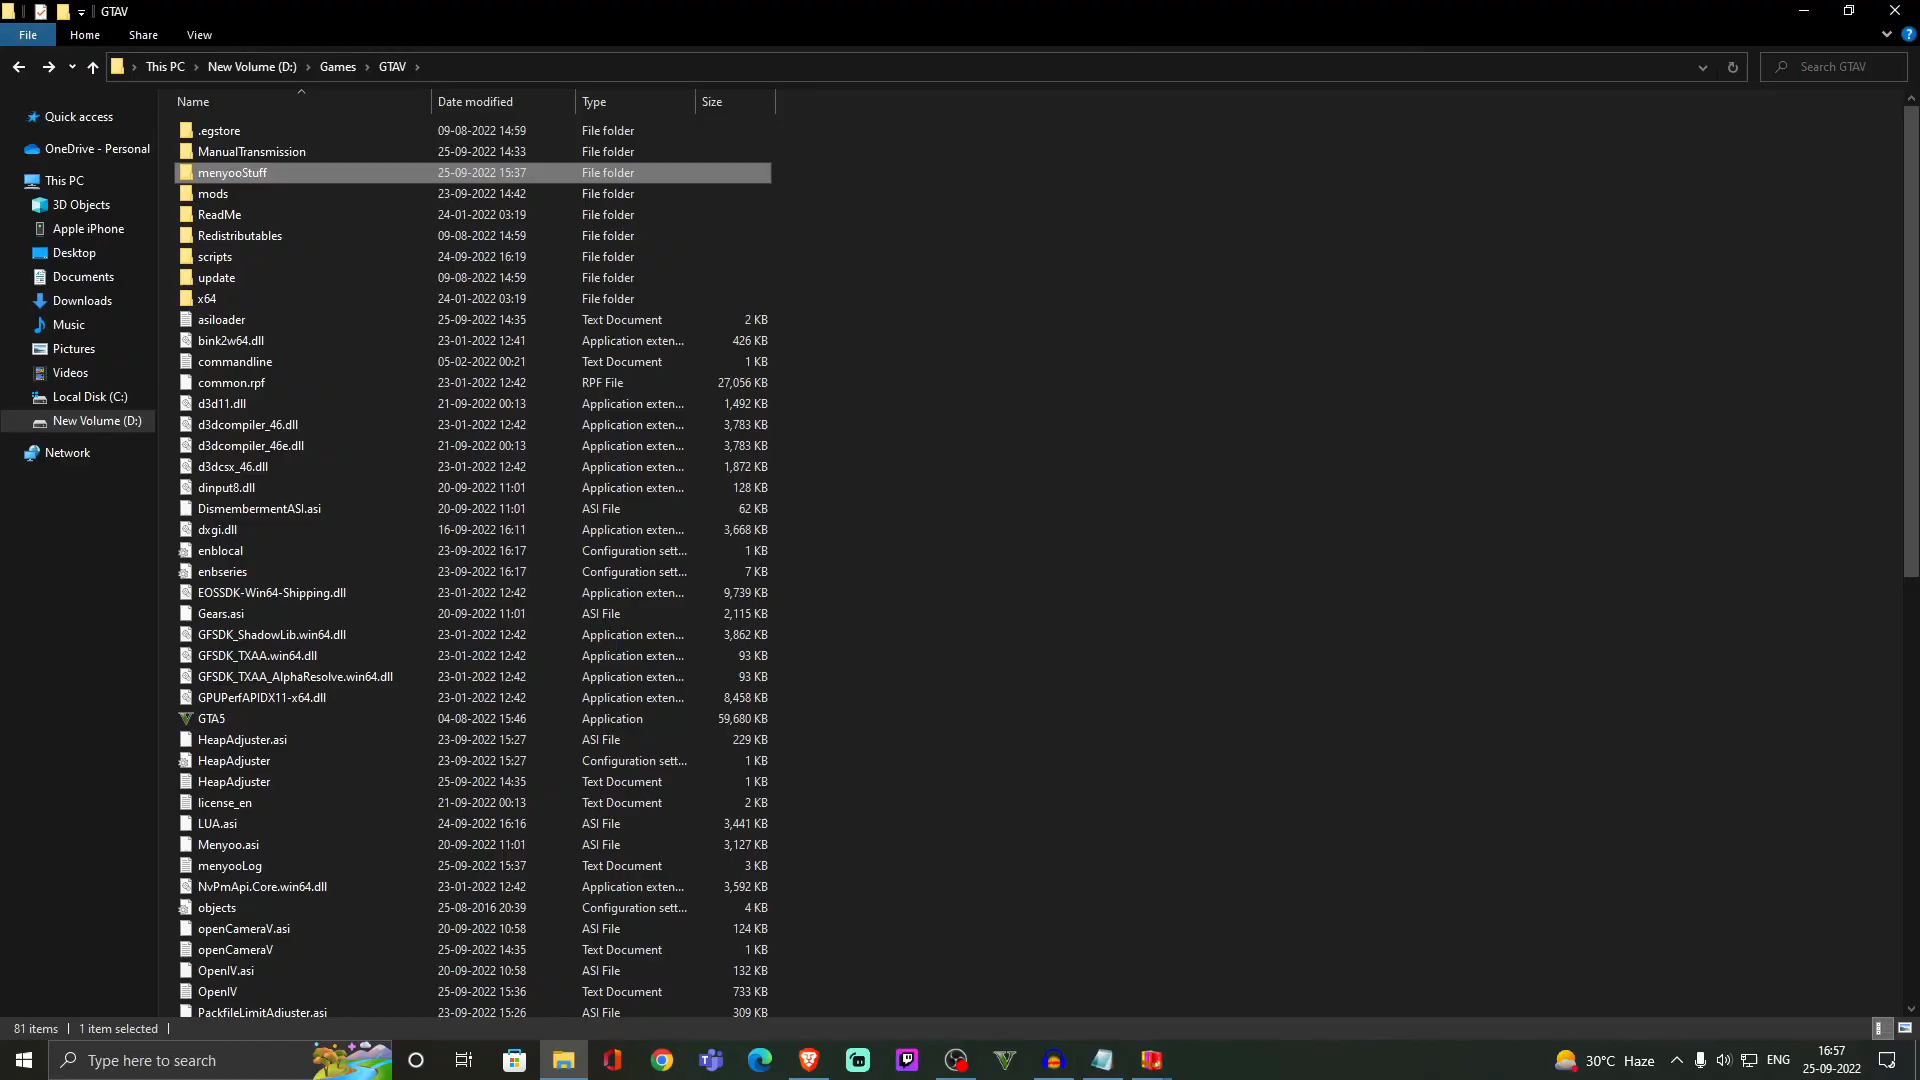 GTAV
File Home Share View
This PC New Volume (D:) Games GTAV Search GTAV
Name Date modified Type Size
Quick access
OneDrive - Personal
This PC
3D Objects
Apple iPhone
Desktop
Documents
Downloads
Music
Pictures
Videos
Local Disk (C:)
New Volume (D:)
Network
.egstore 09-08-2022 14:59 File folder
ManualTransmission 25-09-2022 14:33 File folder
menyooStuff 25-09-2022 15:37 File folder
mods 23-09-2022 14:42 File folder
ReadMe 24-01-2022 03:19 File folder
Redistributables 09-08-2022 14:59 File folder
scripts 24-09-2022 16:19 File folder
update 09-08-2022 14:59 File folder
x64 24-01-2022 03:19 File folder
asiloader 25-09-2022 14:35 Text Document 2 KB
bink2w64.dll 23-01-2022 12:41 Application exten... 426 KB
commandline 05-02-2022 00:21 Text Document 1 KB
common.rpf 23-01-2022 12:42 RPF File 27,056 KB
d3d11.dll 21-09-2022 00:13 Application exten... 1,492 KB
d3dcompiler_46.dll 23-01-2022 12:42 Application exten... 3,783 KB
d3dcompiler_46e.dll 21-09-2022 00:13 Application exten... 3,783 KB
d3dcsx_46.dll 23-01-2022 12:42 Application exten... 1,872 KB
dinput8.dll 20-09-2022 11:01 Application exten... 128 KB
DismembermentASI.asi 20-09-2022 11:01 ASI File 62 KB
dxgi.dll 16-09-2022 16:11 Application exten... 3,668 KB
enblocal 23-09-2022 16:17 Configuration sett... 1 KB
enbseries 23-09-2022 16:17 Configuration sett... 7 KB
EOSSDK-Win64-Shipping.dll 23-01-2022 12:42 Application exten... 9,739 KB
Gears.asi 20-09-2022 11:01 ASI File 2,115 KB
GFSDK_ShadowLib.win64.dll 23-01-2022 12:42 Application exten... 3,862 KB
GFSDK_TXAA.win64.dll 23-01-2022 12:42 Application exten... 93 KB
GFSDK_TXAA_AlphaResolve.win64.dll 23-01-2022 12:42 Application exten... 93 KB
GPUPerfAPIDX11-x64.dll 23-01-2022 12:42 Application exten... 8,458 KB
GTA5 04-08-2022 15:46 Application 59,680 KB
HeapAdjuster.asi 23-09-2022 15:27 ASI File 229 KB
HeapAdjuster 23-09-2022 15:27 Configuration sett... 1 KB
HeapAdjuster 25-09-2022 14:35 Text Document 1 KB
license_en 21-09-2022 00:13 Text Document 2 KB
LUA.asi 24-09-2022 16:16 ASI File 3,441 KB
Menyoo.asi 20-09-2022 11:01 ASI File 3,127 KB
menyooLog 25-09-2022 15:37 Text Document 3 KB
NvPmApi.Core.win64.dll 23-01-2022 12:42 Application exten... 3,592 KB
objects 25-08-2016 20:39 Configuration sett... 4 KB
openCameraV.asi 20-09-2022 10:58 ASI File 124 KB
openCameraV 25-09-2022 14:35 Text Document 1 KB
OpenIV.asi 20-09-2022 10:58 ASI File 132 KB
OpenIV 25-09-2022 15:36 Text Document 733 KB
PackfileLimitAdjuster.asi 23-09-2022 15:26 ASI File 309 KB
81 items 1 item selected
Type here to search 30°C Haze ENG 16:57
25-09-2022